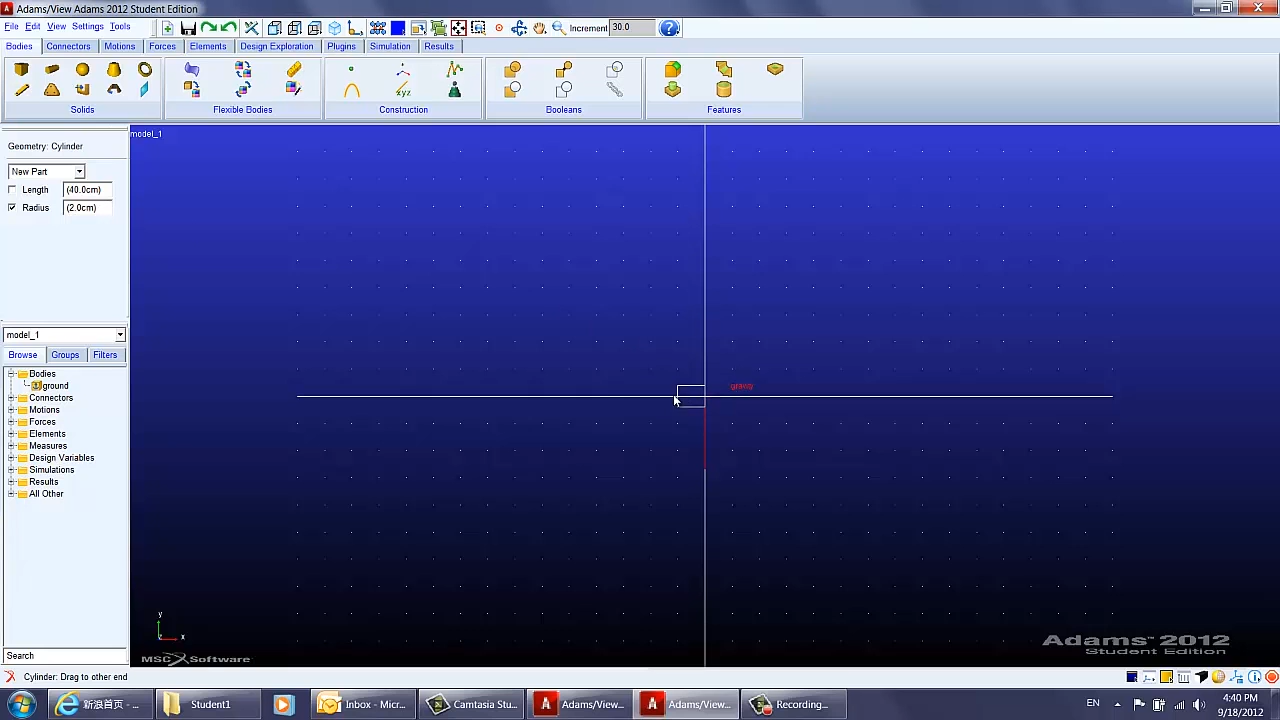 Adams/View Adams 2012 Student Edition
File Edit View Settings Tools
Increment 30.0
Bodies Connectors Motions Forces Elements Design Exploration Plugins Simulation Results
Solids Flexible Bodies Construction Booleans Features
Geometry: Cylinder
New Part
Length (40.0cm)
Radius (2.0cm)
model_1
gravity
model_1
Browse Groups Filters
Bodies
ground
Connectors
Motions
Forces
Elements
Measures
Design Variables
Simulations
Results
All Other
Search
y
x
MSC Software
Adams 2012
Student Edition
Cylinder: Drag to other end
新浪首页 - ...
Student1
Inbox - Micr...
Camtasia Stu...
Adams/View...
Adams/View...
Recording...
EN
4:40 PM
9/18/2012